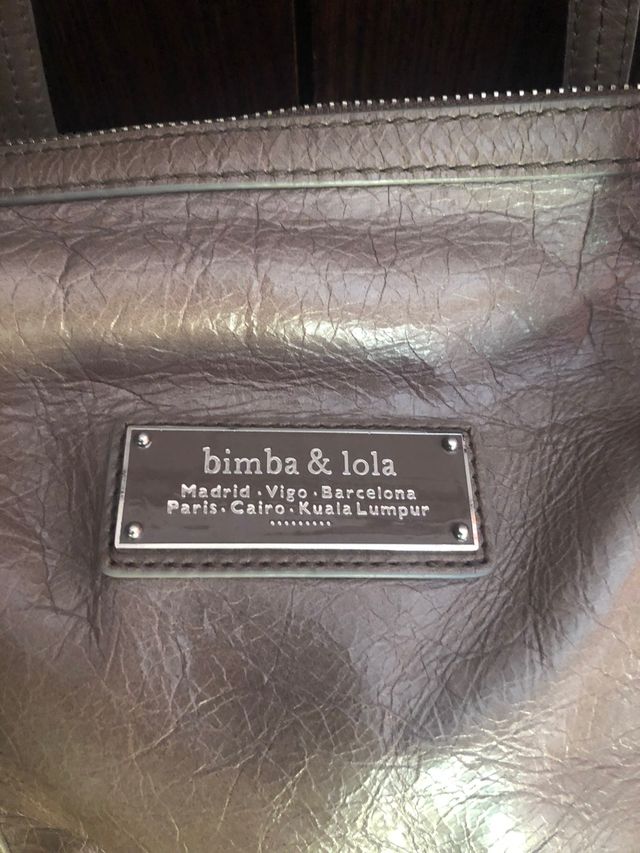 bimba & lola
Madrid · Vigo · Barcelona
Paris · Cairo · Kuala Lumpur